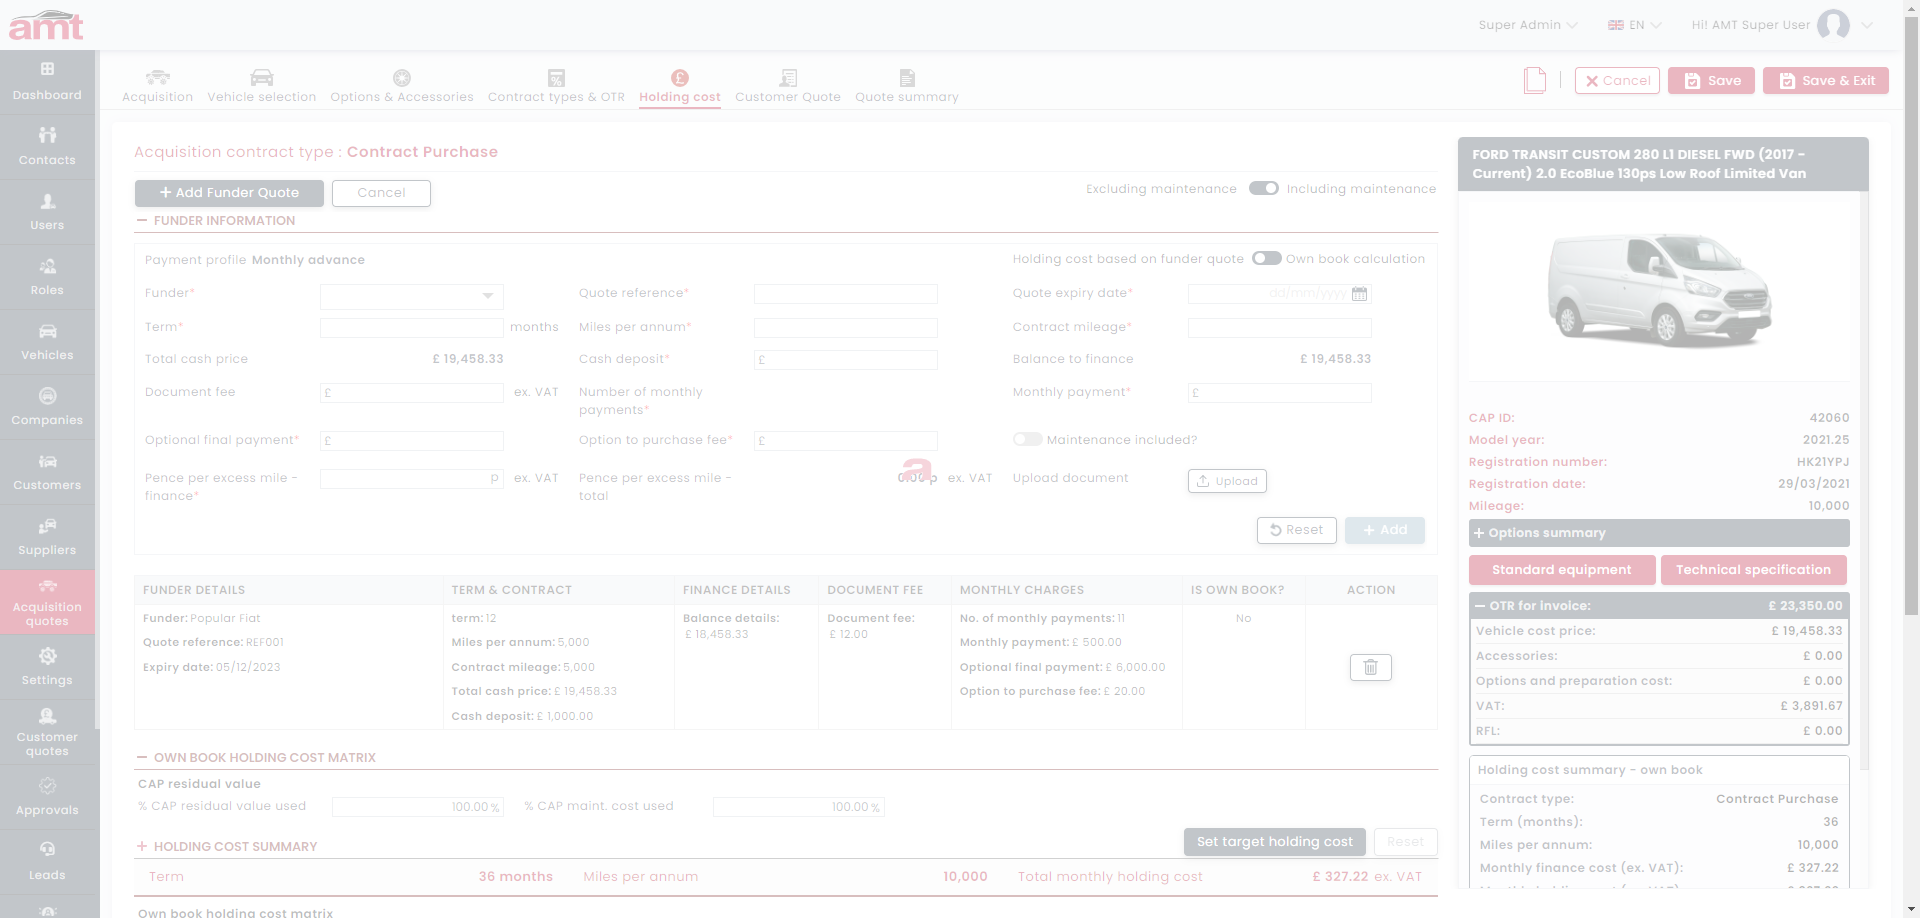 amt
Super Admin
EN
Hi! AMT Super User
Dashboard
Contacts
Users
Roles
Vehicles
Companies
Customers
Suppliers
Acquisition
quotes
Settings
Customer
quotes
Approvals
Leads
Acquisition
Vehicle selection
Options & Accessories
Contract types & OTR
Holding cost
Customer Quote
Quote summary
Cancel
Save
Save & Exit
Acquisition contract type : Contract Purchase
+ Add Funder Quote
Cancel
Excluding maintenance
Including maintenance
FUNDER INFORMATION
Payment profile Monthly advance
Holding cost based on funder quote
Own book calculation
Funder*
Quote reference*
Quote expiry date*
dd/mm/yyyy
Term*
months
Miles per annum*
Contract mileage*
Total cash price
£ 19,458.33
Cash deposit*
£
Balance to finance
£ 19,458.33
Document fee
£
ex. VAT
Number of monthly
payments*
Monthly payment*
£
Optional final payment*
£
Option to purchase fee*
£
Maintenance included?
Pence per excess mile -
finance*
p
ex. VAT
Pence per excess mile -
total
0.00 p
ex. VAT
Upload document
Upload
Reset
+ Add
FUNDER DETAILS
TERM & CONTRACT
FINANCE DETAILS
DOCUMENT FEE
MONTHLY CHARGES
IS OWN BOOK?
ACTION
Funder: Popular Fiat
Quote reference: REF001
Expiry date: 05/12/2023
term: 12
Miles per annum: 5,000
Contract mileage: 5,000
Total cash price: £ 19,458.33
Cash deposit: £ 1,000.00
Balance details:
£ 18,458.33
Document fee:
£ 12.00
No. of monthly payments: 11
Monthly payment: £ 500.00
Optional final payment: £ 6,000.00
Option to purchase fee: £ 20.00
No
OWN BOOK HOLDING COST MATRIX
CAP residual value
% CAP residual value used
100.00 %
% CAP maint. cost used
100.00 %
HOLDING COST SUMMARY
Set target holding cost
Reset
Term
36 months
Miles per annum
10,000
Total monthly holding cost
£ 327.22 ex. VAT
Own book holding cost matrix
FORD TRANSIT CUSTOM 280 L1 DIESEL FWD (2017 -
Current) 2.0 EcoBlue 130ps Low Roof Limited Van
CAP ID:
42060
Model year:
2021.25
Registration number:
HK21YPJ
Registration date:
29/03/2021
Mileage:
10,000
+ Options summary
Standard equipment
Technical specification
OTR for invoice:
£ 23,350.00
Vehicle cost price:
£ 19,458.33
Accessories:
£ 0.00
Options and preparation cost:
£ 0.00
VAT:
£ 3,891.67
RFL:
£ 0.00
Holding cost summary - own book
Contract type:
Contract Purchase
Term (months):
36
Miles per annum:
10,000
Monthly finance cost (ex. VAT):
£ 327.22